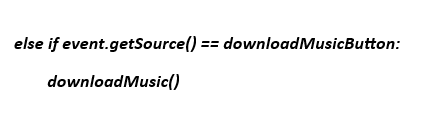 else if event.getSource() == downloadMusicButton:
downloadMusic()